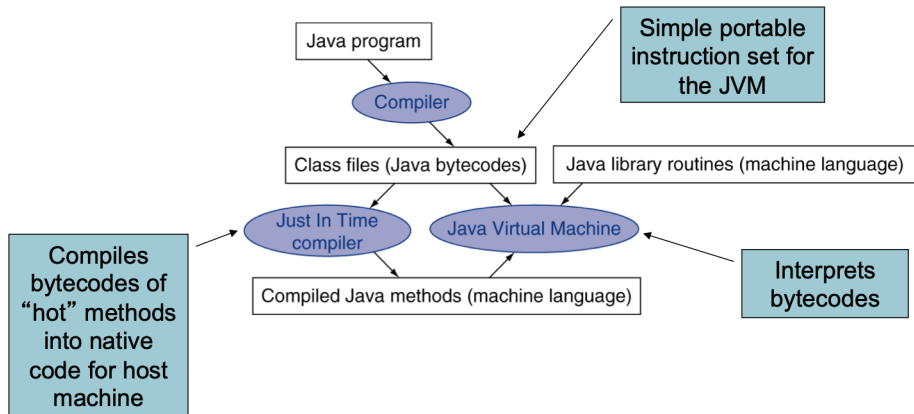 Java program
Simple portable
instruction set for
the JVM
Compiler
Class files (Java bytecodes)
Java library routines (machine language)
Just In Time
compiler
Java Virtual Machine
Compiles
bytecodes of
“hot” methods
into native
code for host
machine
Interprets
bytecodes
Compiled Java methods (machine language)